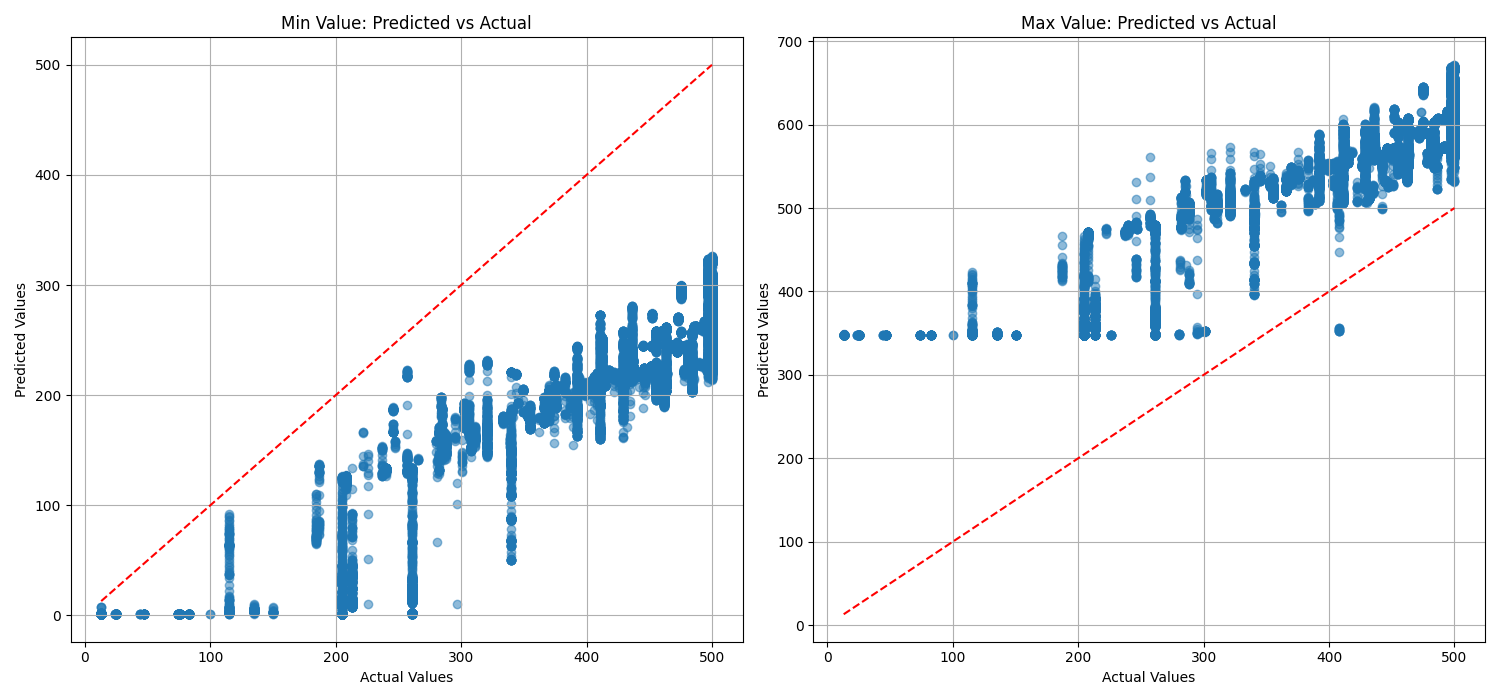 Min Value: Predicted vs Actual
500
400
300
200
100
0
Predicted Values
0 100 200 300 400 500
Actual Values
Max Value: Predicted vs Actual
700
600
500
400
300
200
100
0
Predicted Values
0 100 200 300 400 500
Actual Values